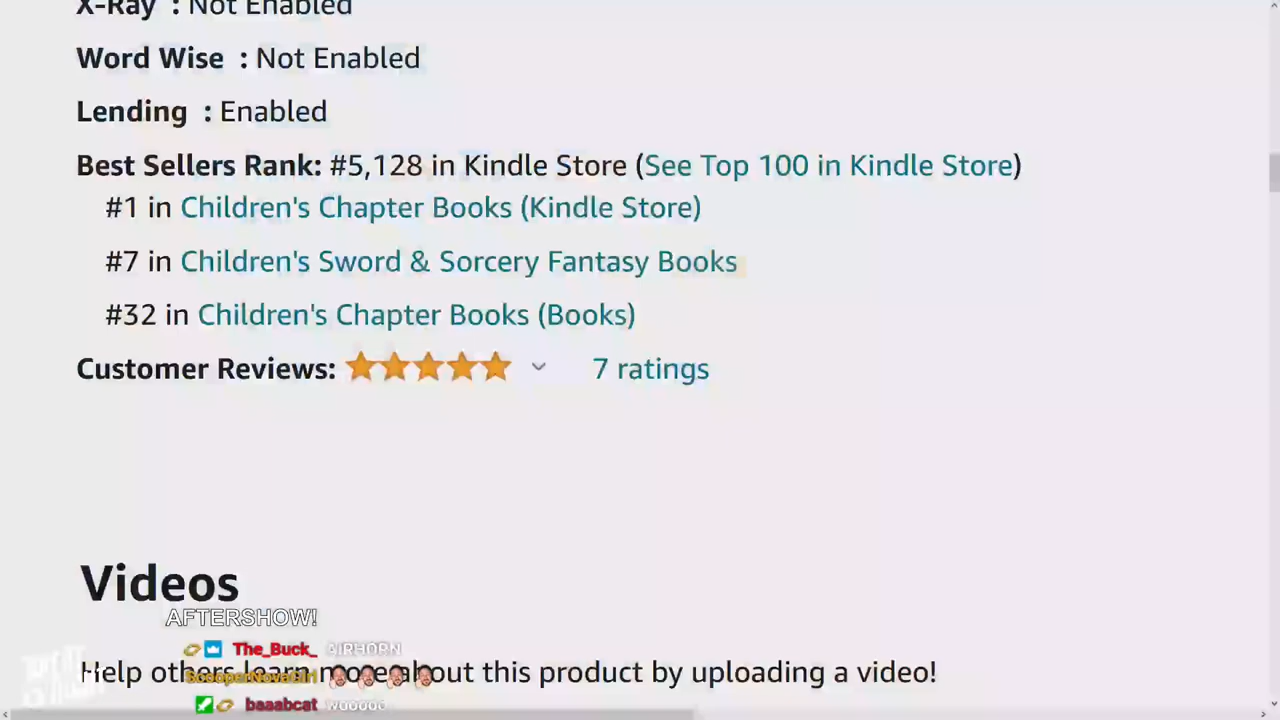 X-Ray : Not Enabled
Word Wise : Not Enabled
Lending : Enabled
Best Sellers Rank: #5,128 in Kindle Store (See Top 100 in Kindle Store)
#1 in Children's Chapter Books (Kindle Store)
#7 in Children's Sword & Sorcery Fantasy Books
#32 in Children's Chapter Books (Books)
Customer Reviews: 7 ratings
Videos
AFTERSHOW!
The_Buck_ AIRHORN
Help others learn more about this product by uploading a video!
baaabcat wooooo